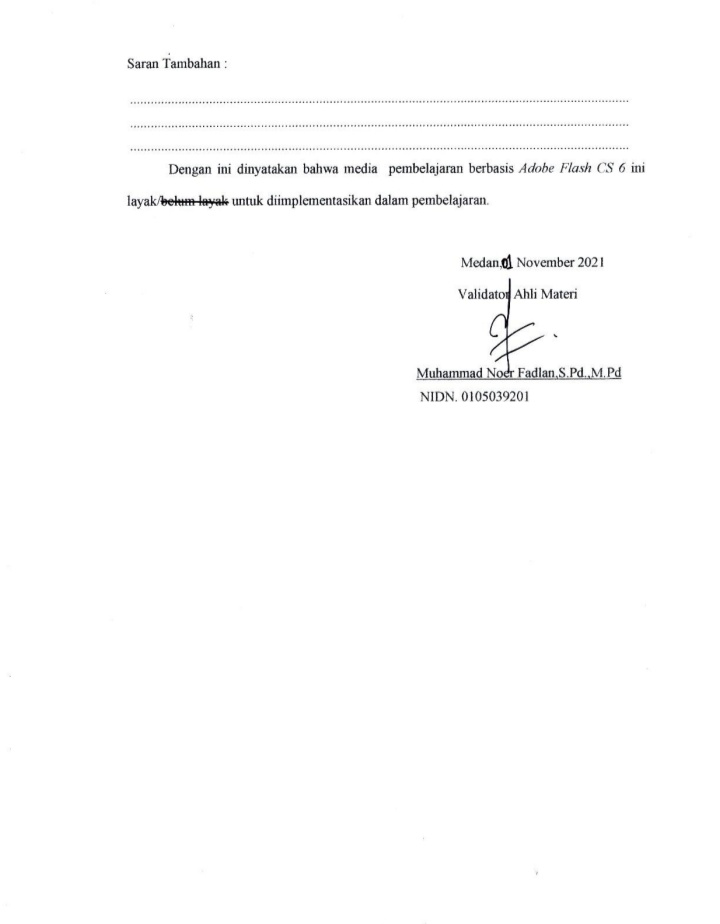 Saran Tambahan :
................................................................................
................................................................................
................................................................................
Dengan ini dinyatakan bahwa media pembelajaran berbasis Adobe Flash CS 6 ini
layak/belum layak untuk diimplementasikan dalam pembelajaran.
Medan,01 November 2021
Validator Ahli Materi
Muhammad Noer Fadlan,S.Pd.,M.Pd
NIDN. 0105039201